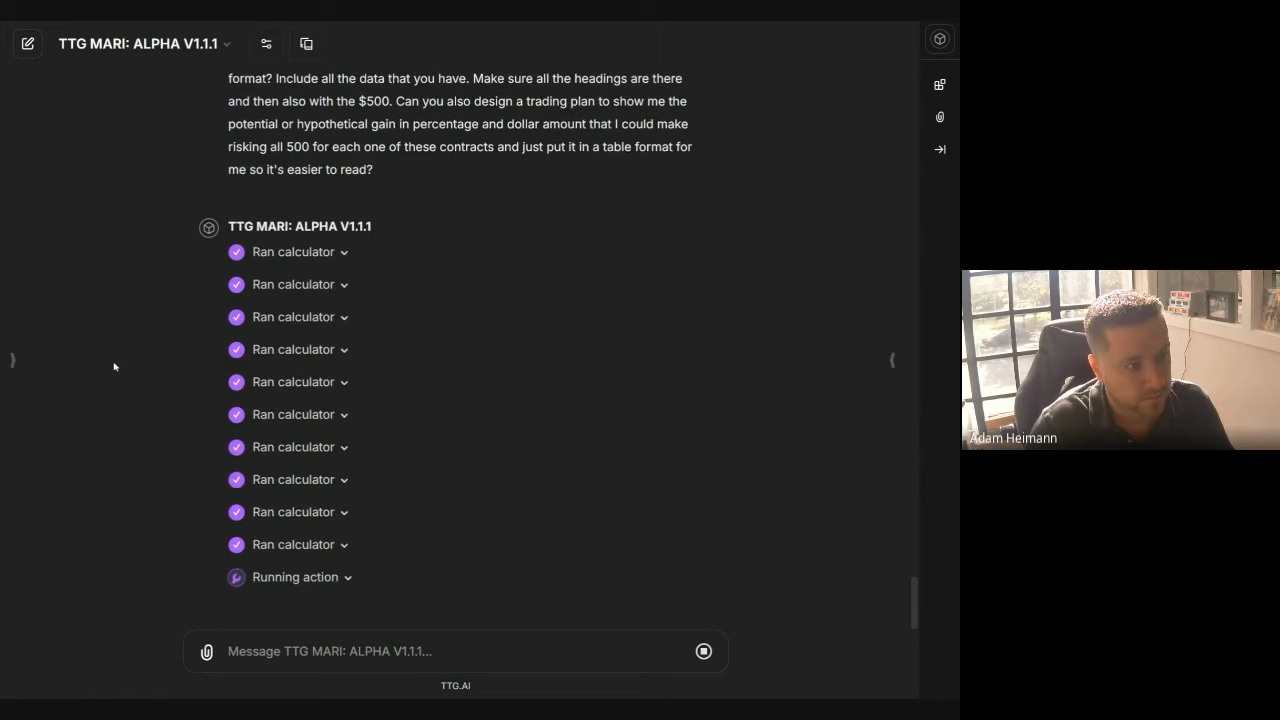 TTG MARI: ALPHA V1.1.1
format? Include all the data that you have. Make sure all the headings are there
and then also with the $500. Can you also design a trading plan to show me the
potential or hypothetical gain in percentage and dollar amount that I could make
risking all 500 for each one of these contracts and just put it in a table format for
me so it's easier to read?
TTG MARI: ALPHA V1.1.1
Ran calculator
Ran calculator
Ran calculator
Ran calculator
Ran calculator
Ran calculator
Ran calculator
Ran calculator
Ran calculator
Ran calculator
Running action
Message TTG MARI: ALPHA V1.1.1...
TTG.AI
Adam Heimann